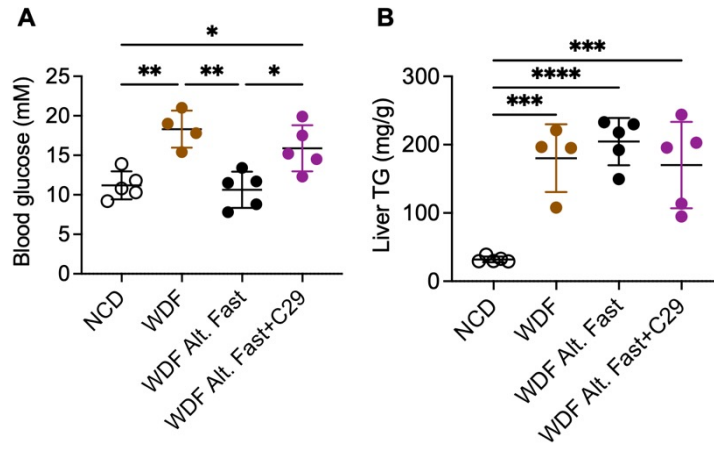 A
Blood glucose (mM)
25
20
15
10
5
0
*
** ** *
NCD
WDF
WDF Alt. Fast
WDF Alt. Fast+C29
B
Liver TG (mg/g)
300
200
100
0
***
****
***
NCD
WDF
WDF Alt. Fast
WDF Alt. Fast+C29